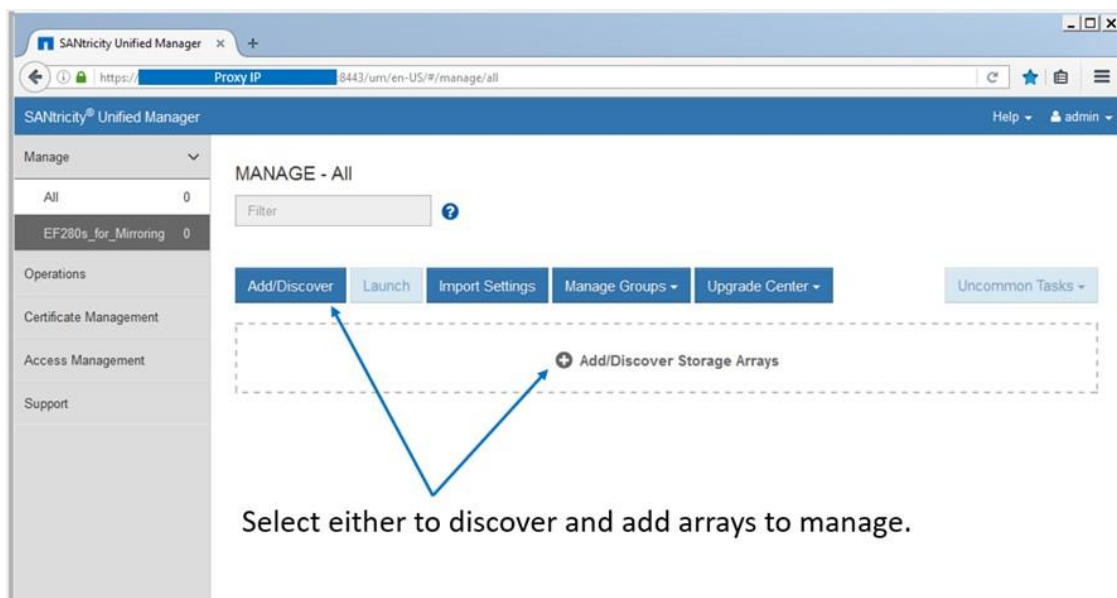 SANtricity Unified Manager × +
https:// Proxy IP :8443/um/en-US/#/manage/all
SANtricity® Unified Manager Help admin
Manage
All 0
EF280s_for_Mirroring 0
Operations
Certificate Management
Access Management
Support
MANAGE - All
Filter ?
Add/Discover Launch Import Settings Manage Groups Upgrade Center Uncommon Tasks
Add/Discover Storage Arrays
Select either to discover and add arrays to manage.